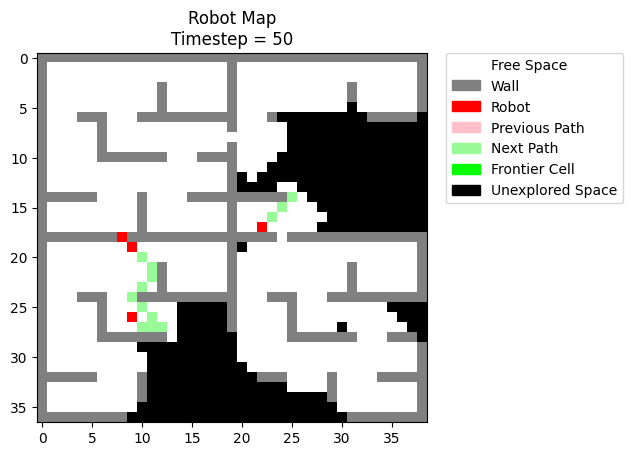 Robot Map
Timestep = 50
0
5
10
15
20
25
30
35
0
5
10
15
20
25
30
35
Free Space
Wall
Robot
Previous Path
Next Path
Frontier Cell
Unexplored Space